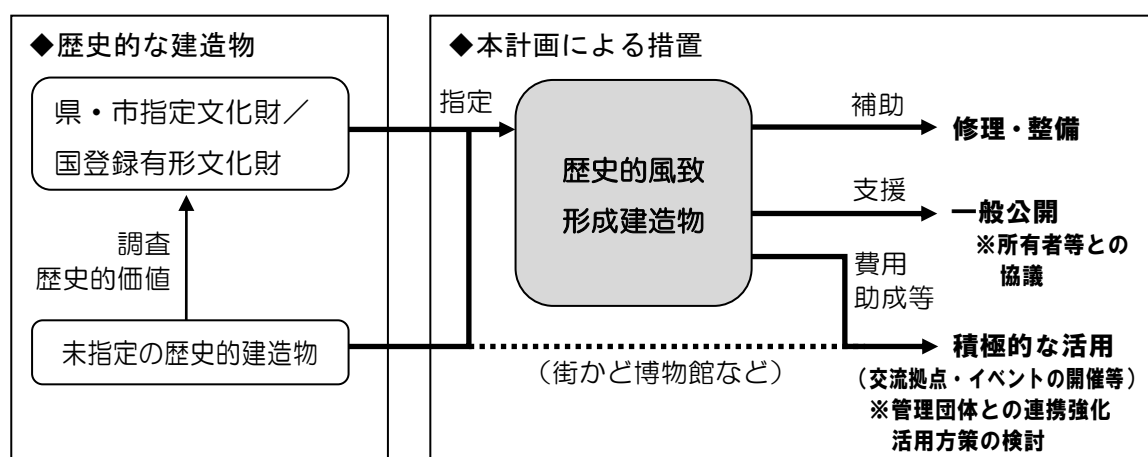 ◆歴史的な建造物
県・市指定文化財／
国登録有形文化財
調査
歴史的価値
未指定の歴史的建造物
◆本計画による措置
指定
歴史的風致
形成建造物
補助
修理・整備
支援
一般公開
※所有者等との
協議
費用
助成等
積極的な活用
（街かど博物館など）
（交流拠点・イベントの開催等）
※管理団体との連携強化
活用方策の検討